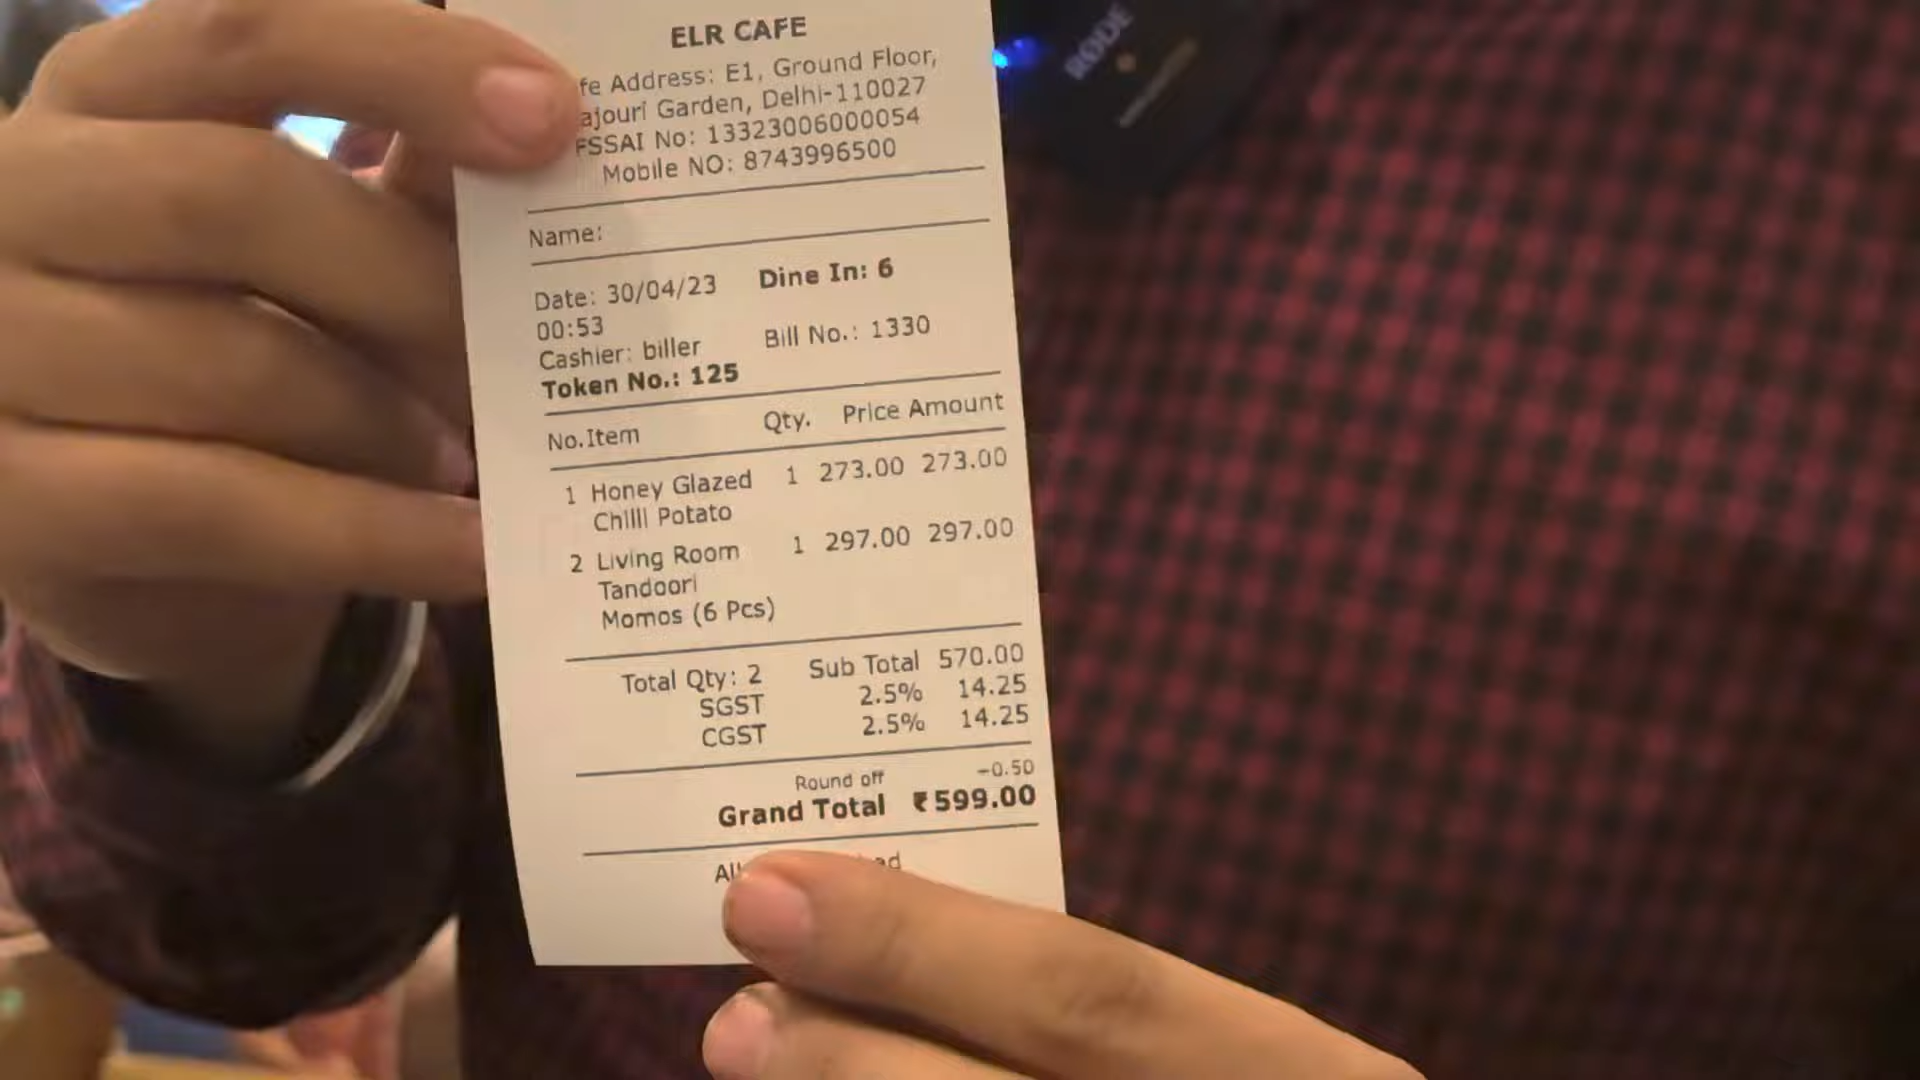 ELR CAFE
fe Address: E1, Ground Floor,
ajouri Garden, Delhi-110027
FSSAI No: 13323006000054
Mobile NO: 8743996500
Name:
Date: 30/04/23 Dine In: 6
00:53
Cashier: biller Bill No.: 1330
Token No.: 125
No.Item Qty. Price Amount
1 Honey Glazed 1 273.00 273.00
Chilli Potato
2 Living Room 1 297.00 297.00
Tandoori
Momos (6 Pcs)
Total Qty: 2 Sub Total 570.00
SGST 2.5% 14.25
CGST 2.5% 14.25
Round off -0.50
Grand Total ₹599.00
RODE